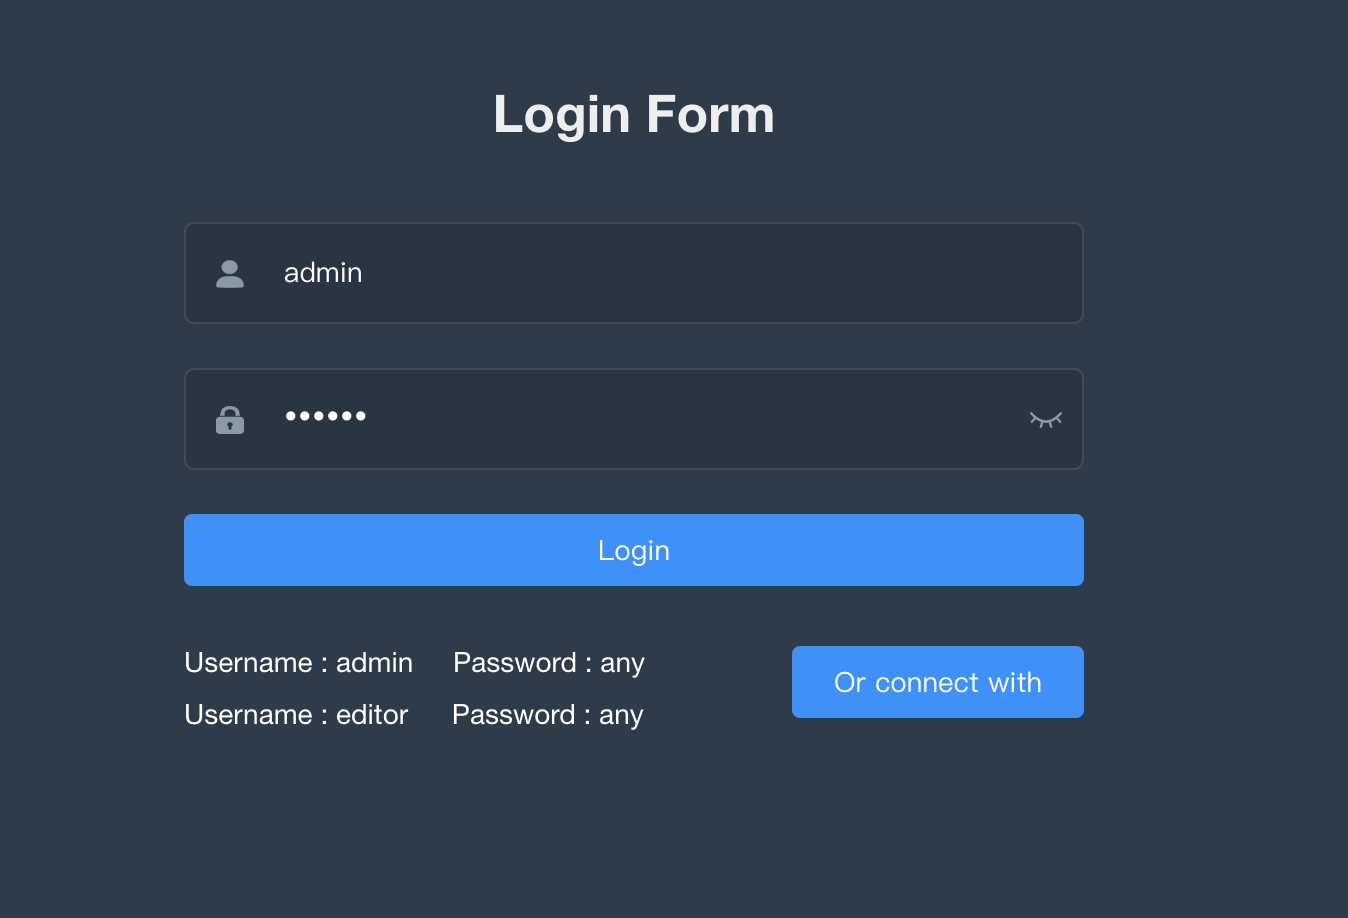 Login Form
admin
••••••
Login
Username : admin Password : any
Username : editor Password : any
Or connect with